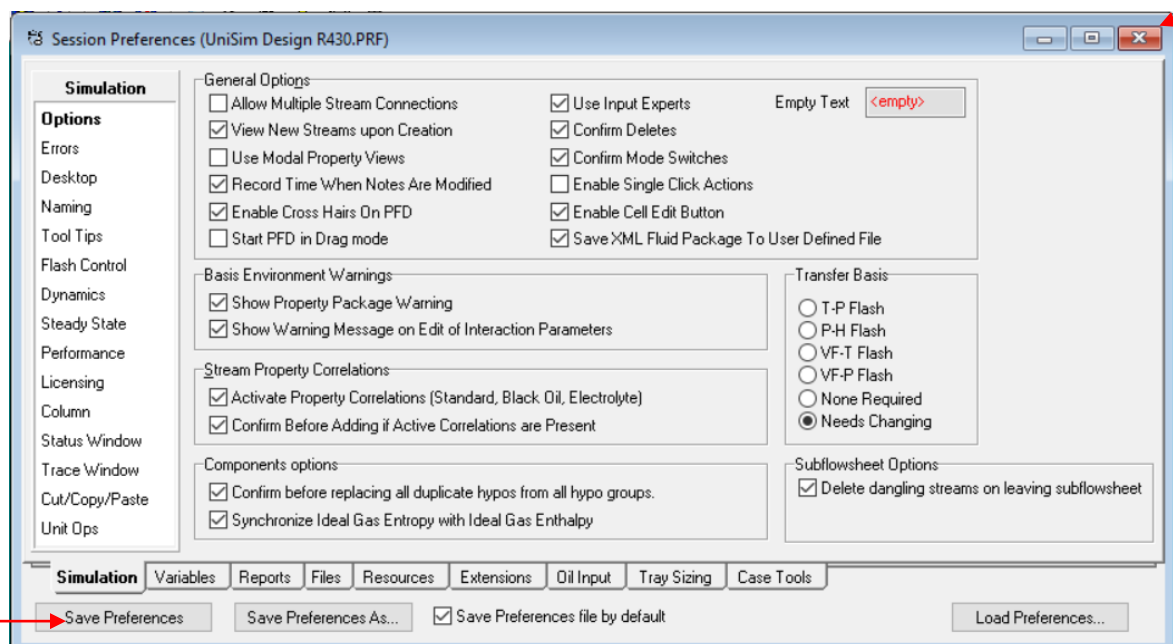 Session Preferences (UniSim Design R430.PRF)
Simulation
Options
Errors
Desktop
Naming
Tool Tips
Flash Control
Dynamics
Steady State
Performance
Licensing
Column
Status Window
Trace Window
Cut/Copy/Paste
Unit Ops
General Options
Allow Multiple Stream Connections
View New Streams upon Creation
Use Modal Property Views
Record Time When Notes Are Modified
Enable Cross Hairs On PFD
Start PFD in Drag mode
Use Input Experts
Confirm Deletes
Confirm Mode Switches
Enable Single Click Actions
Enable Cell Edit Button
Save XML Fluid Package To User Defined File
Empty Text <empty>
Basis Environment Warnings
Show Property Package Warning
Show Warning Message on Edit of Interaction Parameters
Transfer Basis
T-P Flash
P-H Flash
VF-T Flash
VF-P Flash
None Required
Needs Changing
Stream Property Correlations
Activate Property Correlations (Standard, Black Oil, Electrolyte)
Confirm Before Adding if Active Correlations are Present
Components options
Confirm before replacing all duplicate hypos from all hypo groups.
Synchronize Ideal Gas Entropy with Ideal Gas Enthalpy
Subflowsheet Options
Delete dangling streams on leaving subflowsheet
Simulation Variables Reports Files Resources Extensions Oil Input Tray Sizing Case Tools
Save Preferences Save Preferences As... Save Preferences file by default Load Preferences...